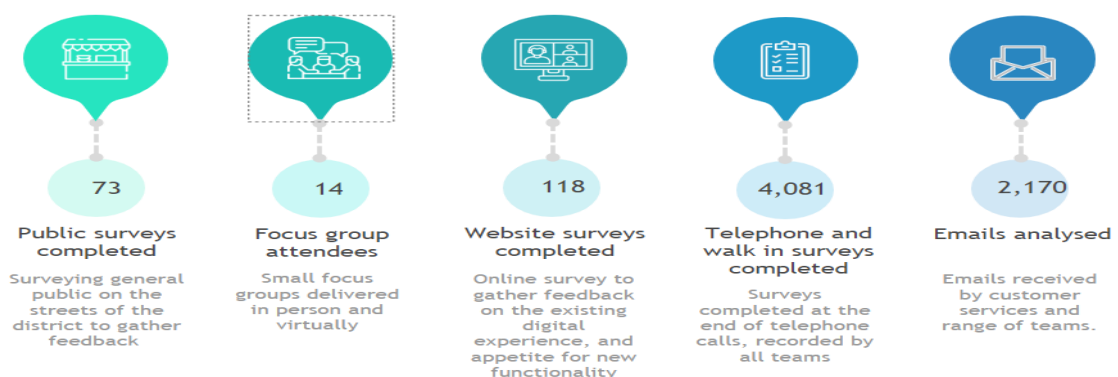 73
Public surveys
completed
Surveying general
public on the
streets of the
district to gather
feedback
14
Focus group
attendees
Small focus
groups delivered
in person and
virtually
118
Website surveys
completed
Online survey to
gather feedback
on the existing
digital
experience, and
appetite for new
functionality
4,081
Telephone and
walk in surveys
completed
Surveys
completed at the
end of telephone
calls, recorded by
all teams
2,170
Emails analysed
Emails received
by customer
services and
range of teams.